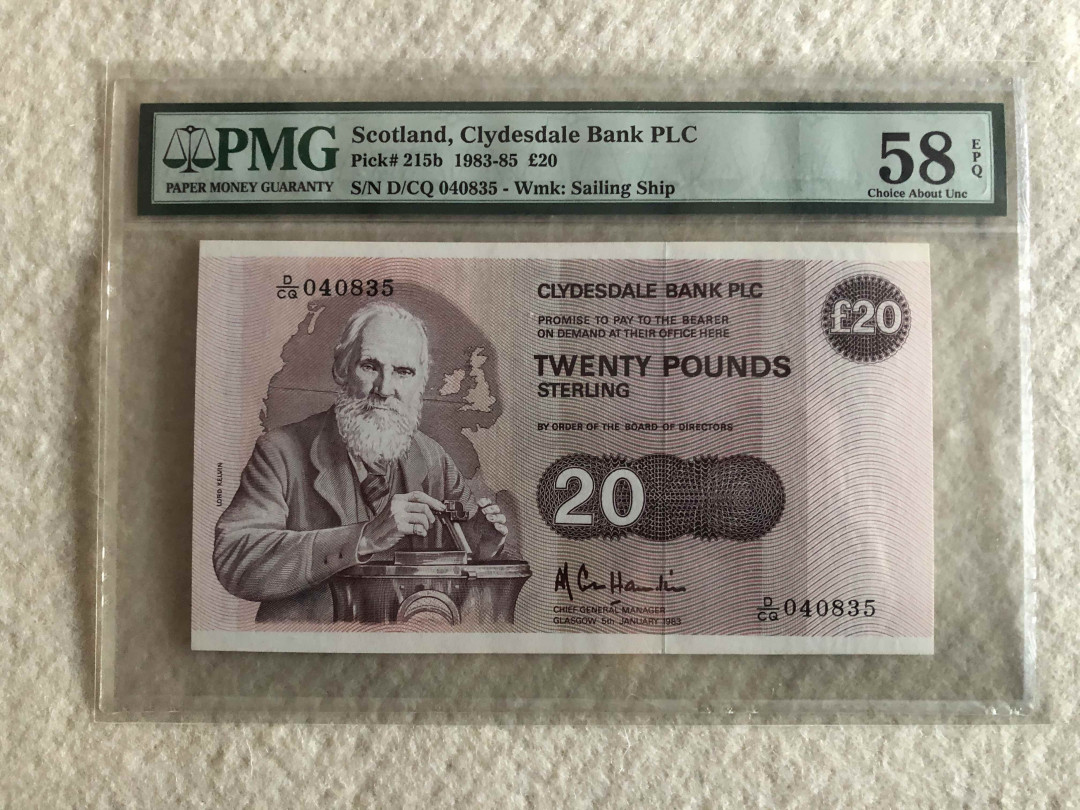 PMG
PAPER MONEY GUARANTY
Scotland, Clydesdale Bank PLC
Pick# 215b 1983-85 £20
S/N D/CQ 040835 - Wmk: Sailing Ship
58
EPQ
Choice About Unc
D/CQ 040835
CLYDESDALE BANK PLC
£20
PROMISE TO PAY TO THE BEARER
ON DEMAND AT THEIR OFFICE HERE
TWENTY POUNDS
STERLING
BY ORDER OF THE BOARD OF DIRECTORS
LORD KELVIN
20
CHIEF GENERAL MANAGER
GLASGOW 5th JANUARY 1983
D/CQ 040835